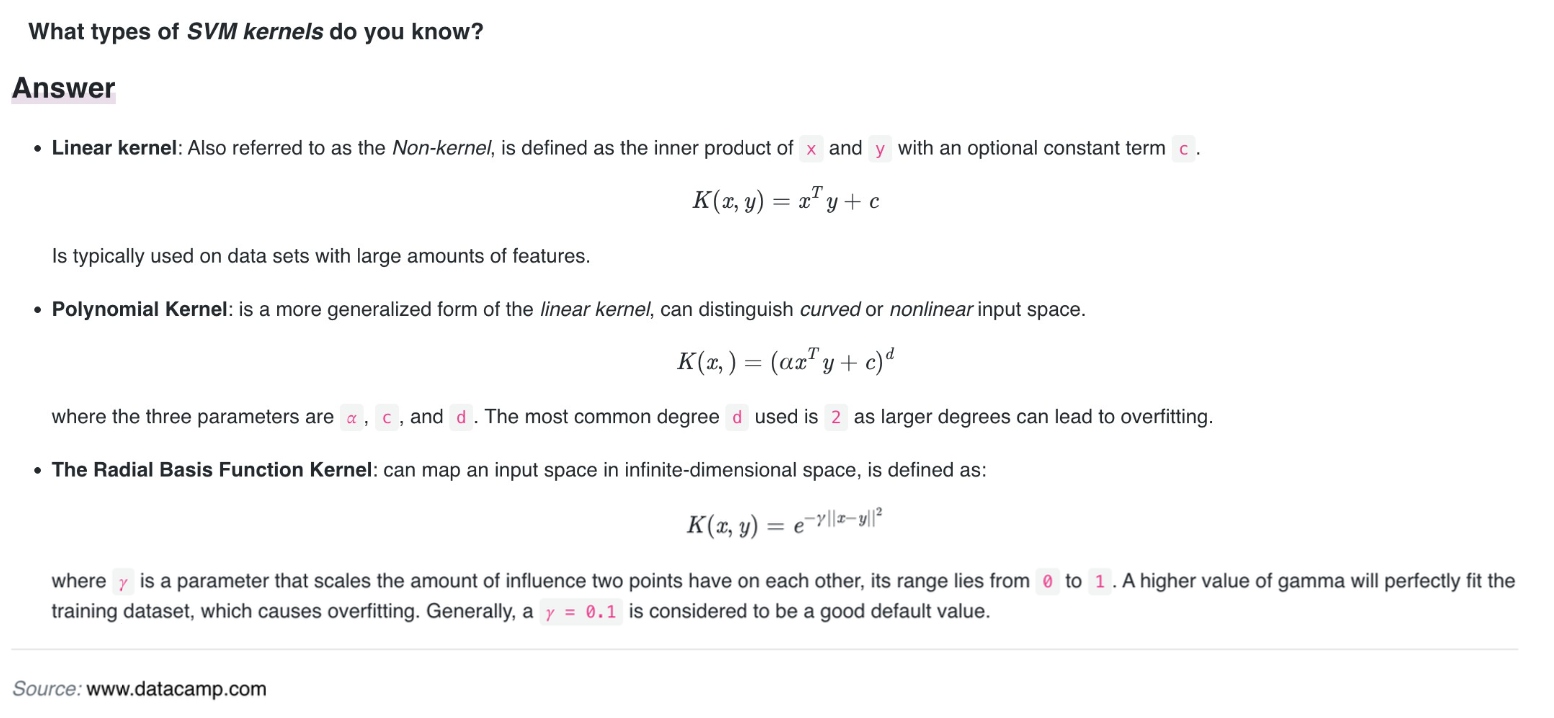 What types of SVM kernels do you know?
Answer
• Linear kernel: Also referred to as the Non-kernel, is defined as the inner product of x and y with an optional constant term c .
K(x, y) = x^T y + c
Is typically used on data sets with large amounts of features.
• Polynomial Kernel: is a more generalized form of the linear kernel, can distinguish curved or nonlinear input space.
K(x, ) = (αx^T y + c)^d
where the three parameters are α , c , and d . The most common degree d used is 2 as larger degrees can lead to overfitting.
• The Radial Basis Function Kernel: can map an input space in infinite-dimensional space, is defined as:
K(x, y) = e^{−γ||x−y||^2}
where γ is a parameter that scales the amount of influence two points have on each other, its range lies from 0 to 1 . A higher value of gamma will perfectly fit the
training dataset, which causes overfitting. Generally, a γ = 0.1 is considered to be a good default value.
Source: www.datacamp.com